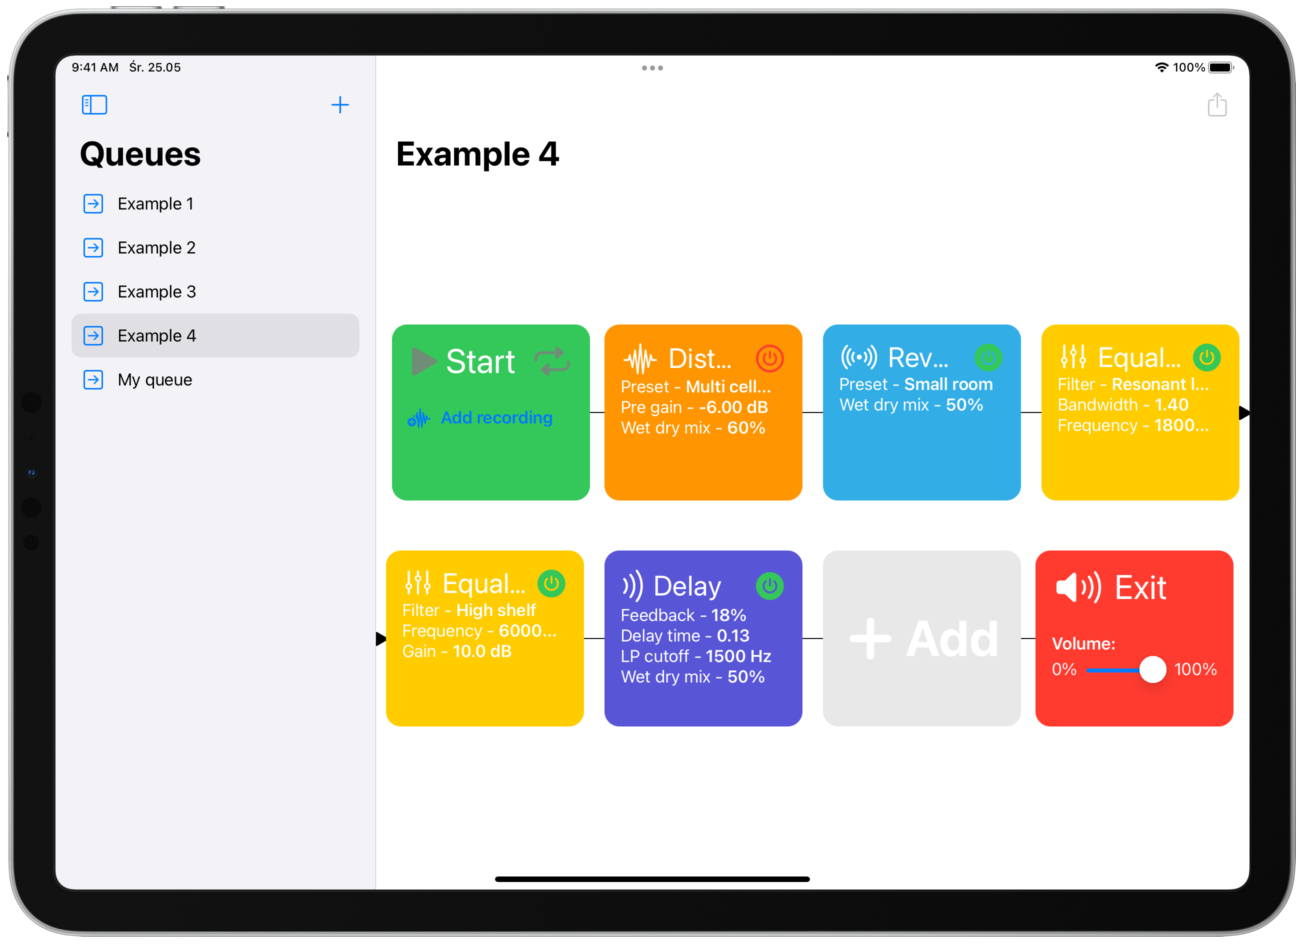 9:41 AM Śr. 25.05
100%
Queues
Example 1
Example 2
Example 3
Example 4
My queue
Example 4
Start
Add recording
Dist...
Preset - Multi cell...
Pre gain - -6.00 dB
Wet dry mix - 60%
Rev...
Preset - Small room
Wet dry mix - 50%
Equal...
Filter - Resonant l...
Bandwidth - 1.40
Frequency - 1800...
Equal...
Filter - High shelf
Frequency - 6000...
Gain - 10.0 dB
Delay
Feedback - 18%
Delay time - 0.13
LP cutoff - 1500 Hz
Wet dry mix - 50%
+ Add
Exit
Volume:
0% 100%